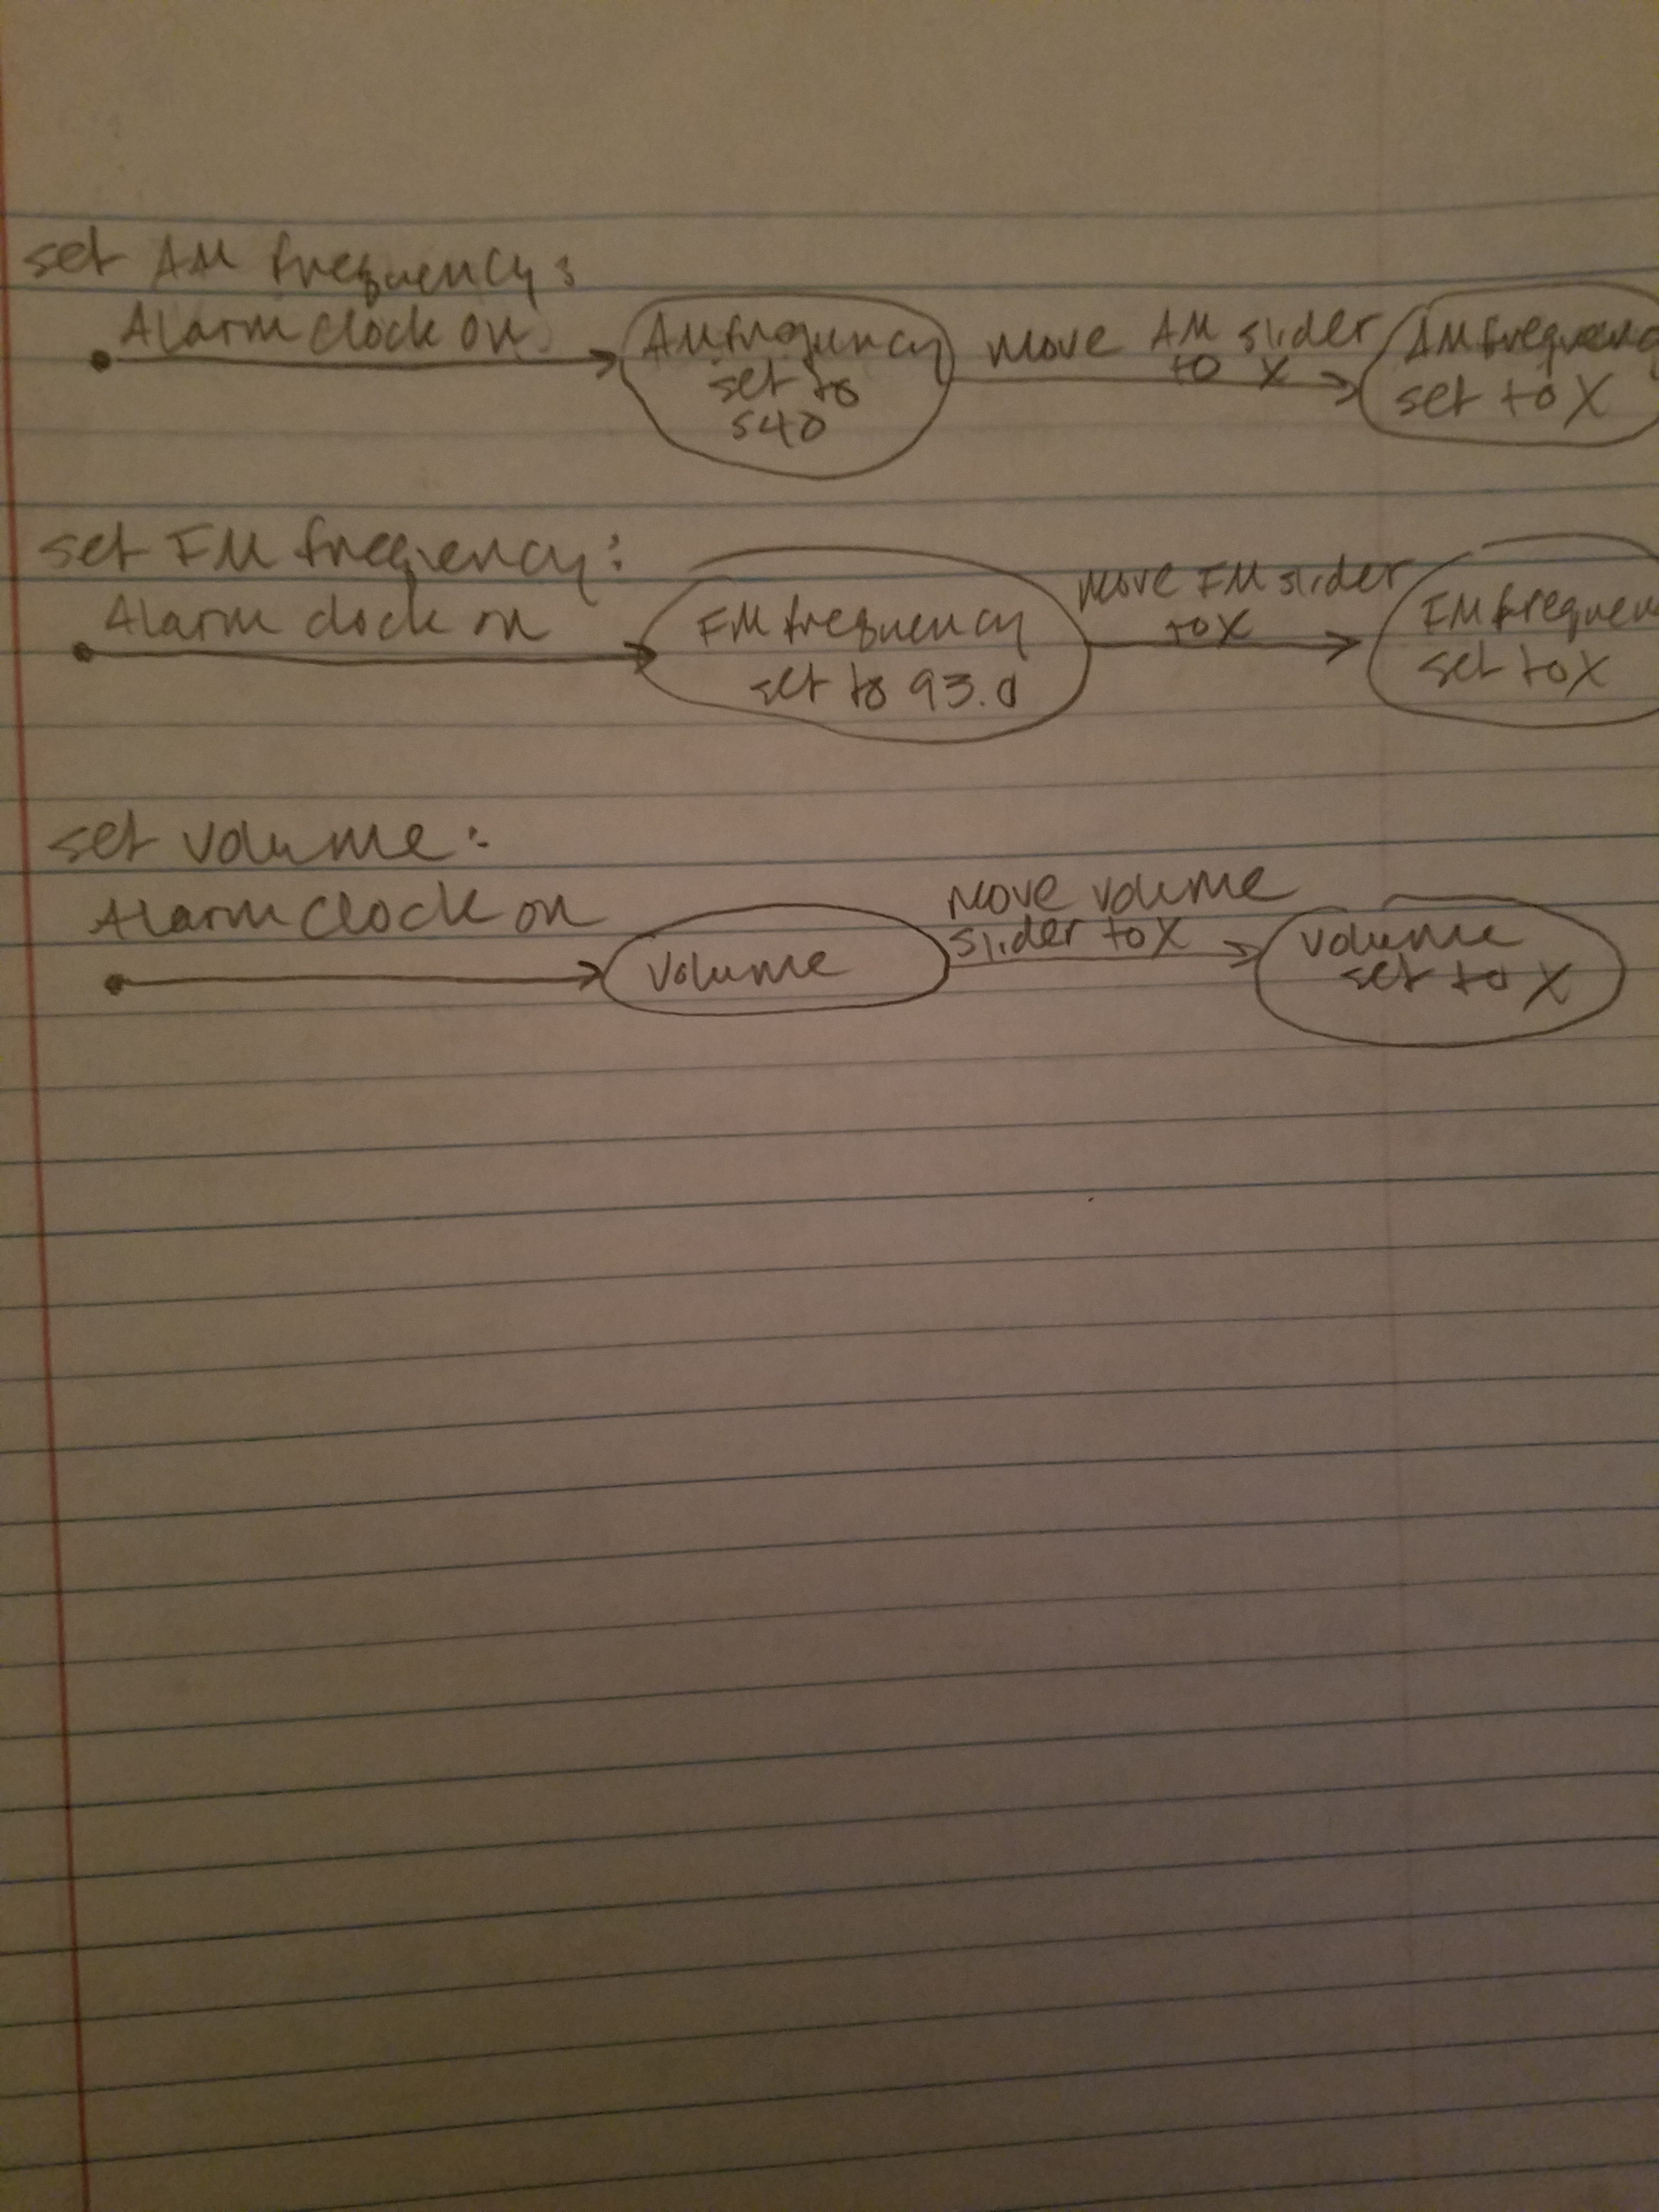 set AM frequency:
Alarm Clock on
AM frequency
set to
540
move AM slider
to X
AM frequenc
set to X
set FM frequency:
Alarm clock on
FM frequency
set to 93.0
move FM slider
to X
FM frequen
set to X
set volume:
Alarm Clock on
Volume
Move volume
slider to X
volume
set to X